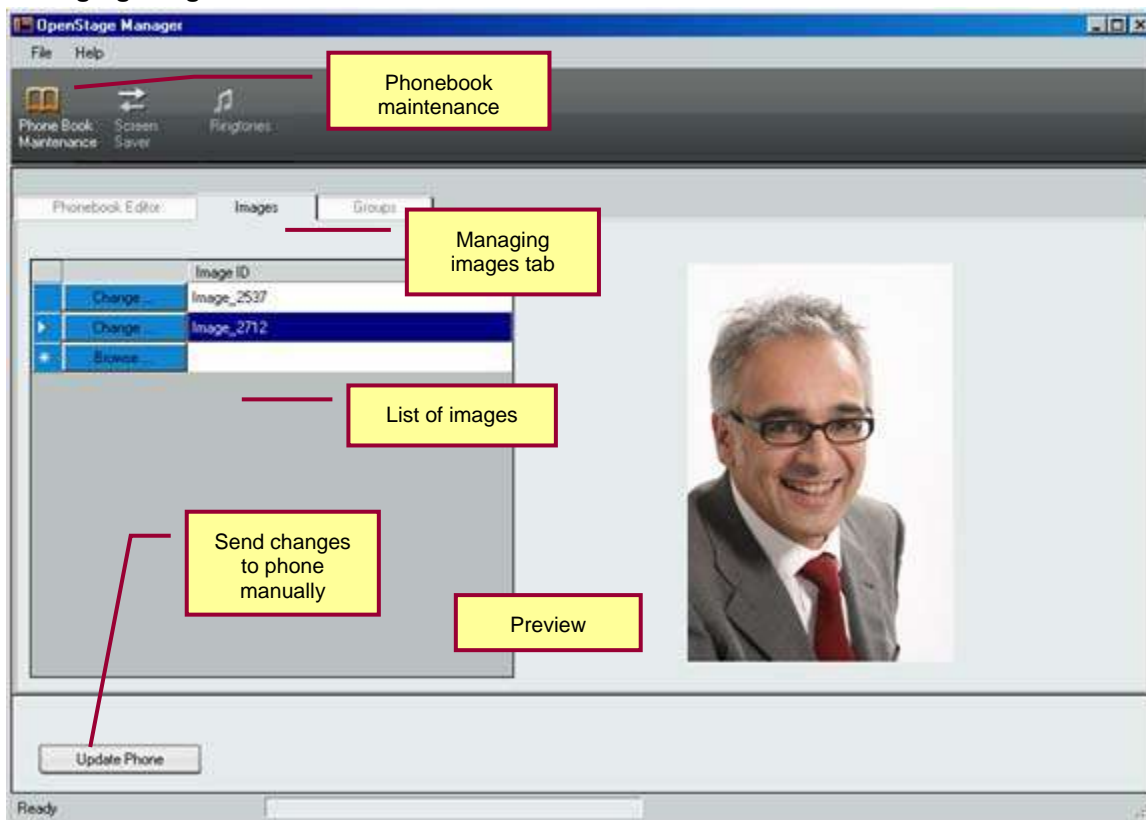 OpenStage Manager
File Help
Phonebook
maintenance
Phone Book
Maintenance
Screen
Saver
Ringtones
Phonebook Editor Images Groups
Managing
images tab
Image ID
Change... Image_2537
Change... Image_2712
Browse...
List of images
Send changes
to phone
manually
Preview
Update Phone
Ready